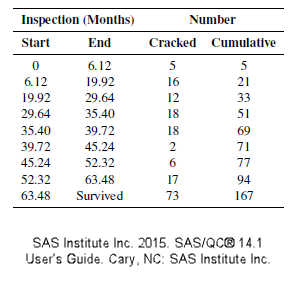 Inspection (Months) Number
Start End Cracked Cumulative
0 6.12 5 5
6.12 19.92 16 21
19.92 29.64 12 33
29.64 35.40 18 51
35.40 39.72 18 69
39.72 45.24 2 71
45.24 52.32 6 77
52.32 63.48 17 94
63.48 Survived 73 167
SAS Institute Inc. 2015. SAS/QC® 14.1
User's Guide. Cary, NC: SAS Institute Inc.